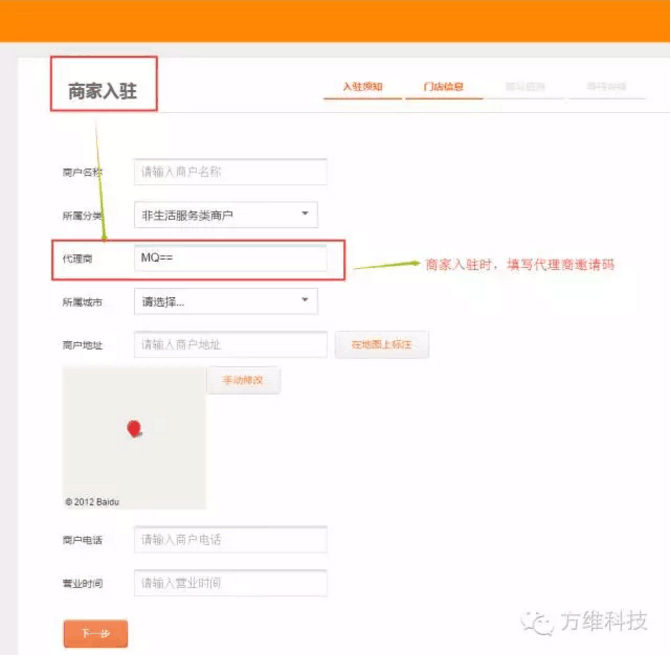 商家入驻
入驻须知 门店信息
商户名称 请输入商户名称
所属分类 非生活服务类商户
代理商 MQ==
商家入驻时，填写代理商邀请码
所属城市 请选择...
商户地址 请输入商户地址 在地图上标注
手动修改
© 2012 Baidu
商户电话 请输入商户电话
营业时间 请输入营业时间
下一步
方维科技